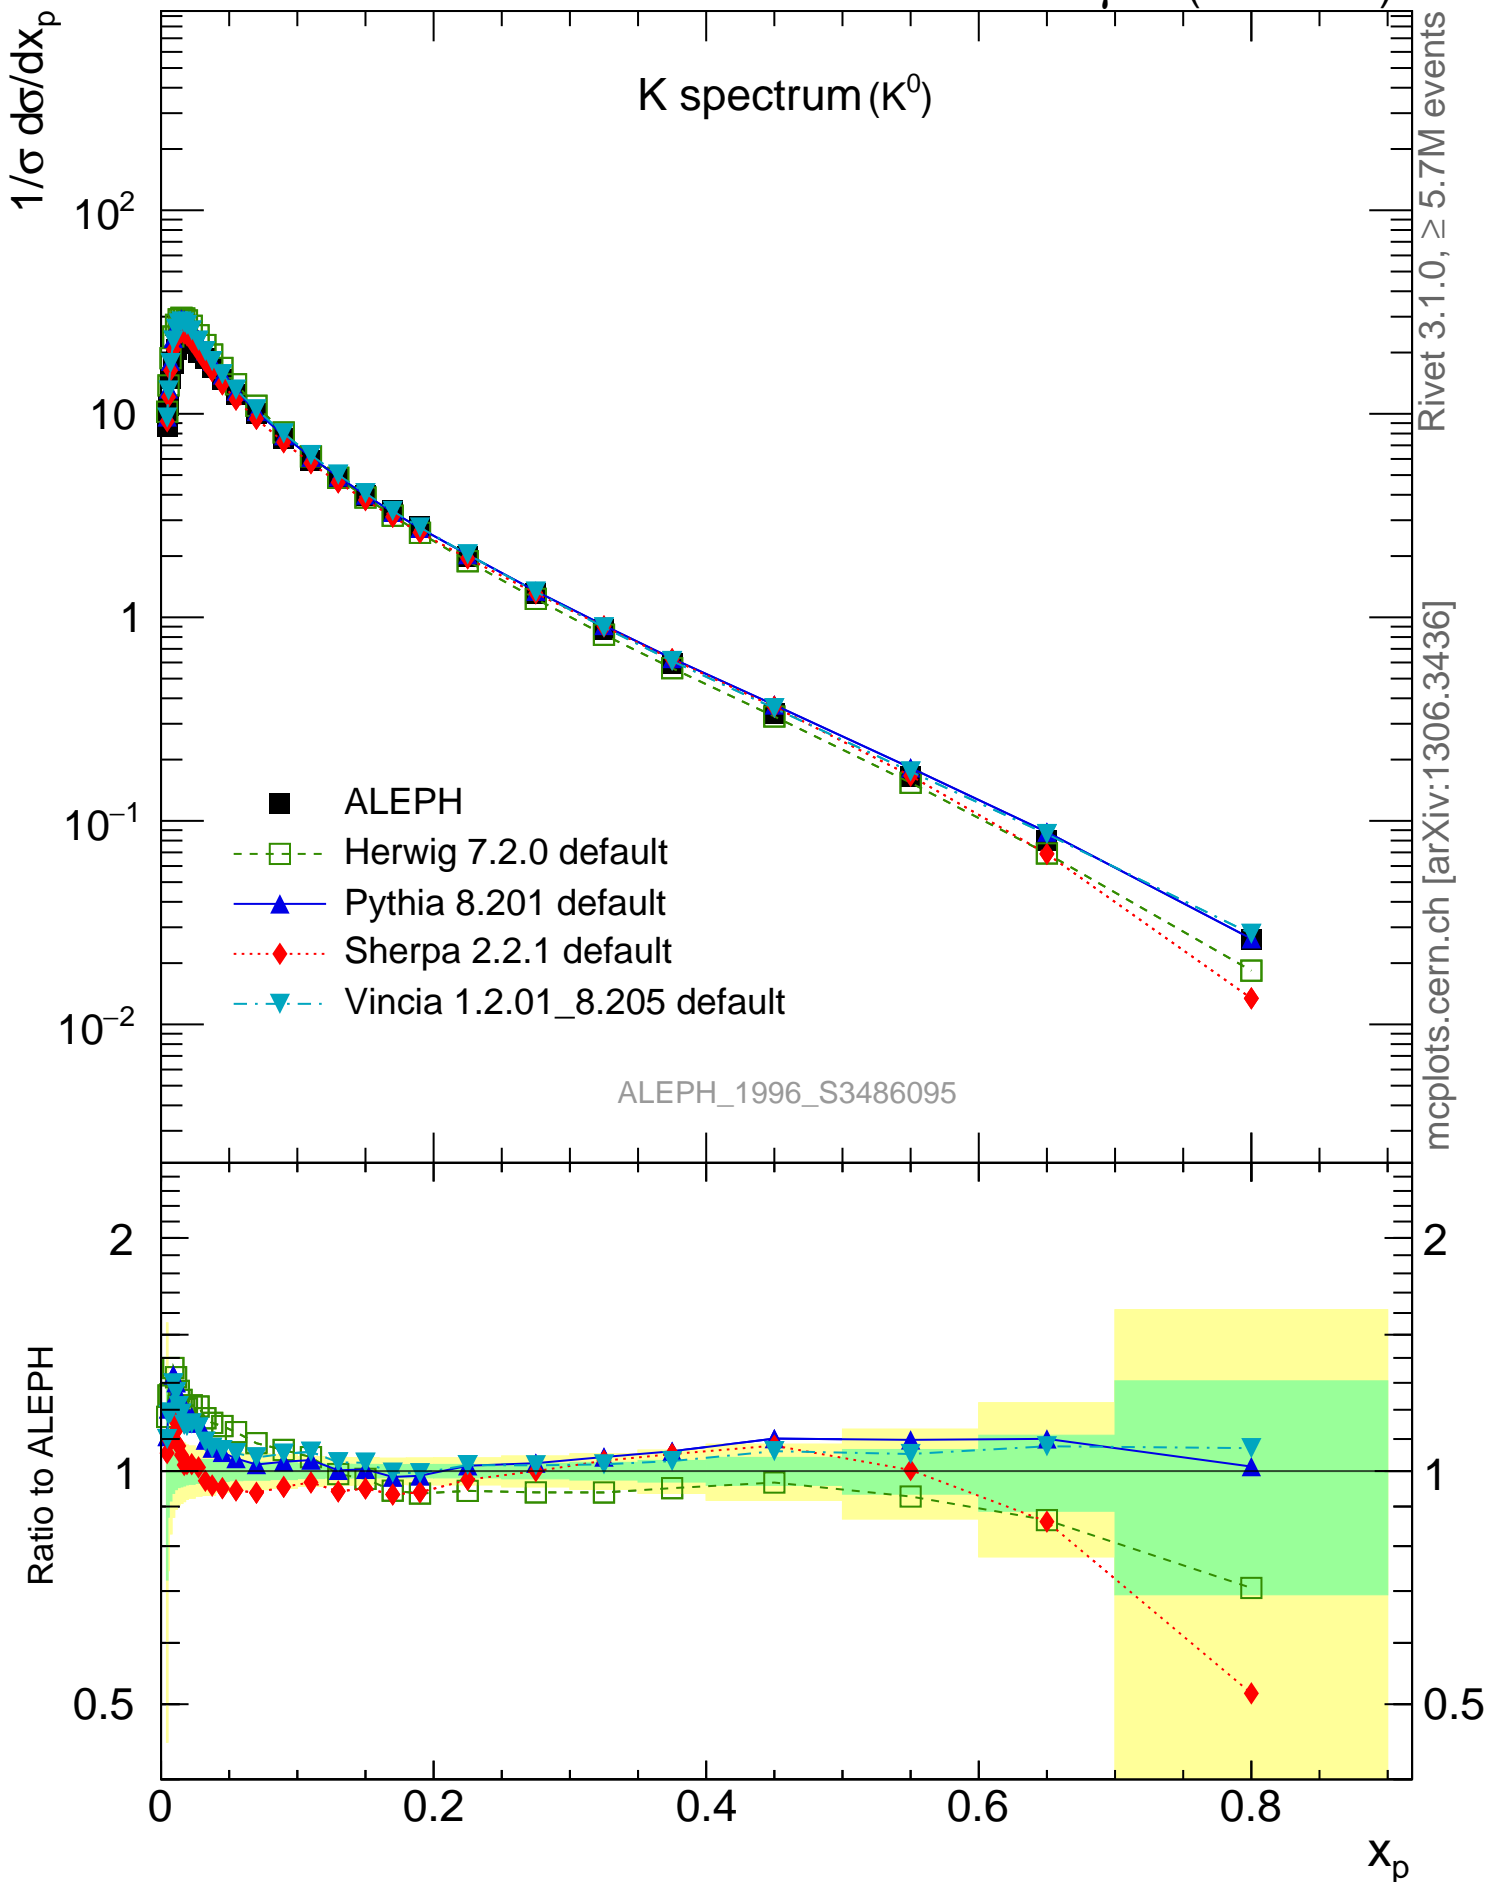 1/σ dσ/dxp
K spectrum (K⁰)
10²
10
1
10⁻¹
10⁻²
ALEPH
Herwig 7.2.0 default
Pythia 8.201 default
Sherpa 2.2.1 default
Vincia 1.2.01_8.205 default
ALEPH_1996_S3486095
Rivet 3.1.0, ≥ 5.7M events
mcplots.cern.ch [arXiv:1306.3436]
Ratio to ALEPH
2
1
0.5
2
1
0.5
0 0.2 0.4 0.6 0.8
xp